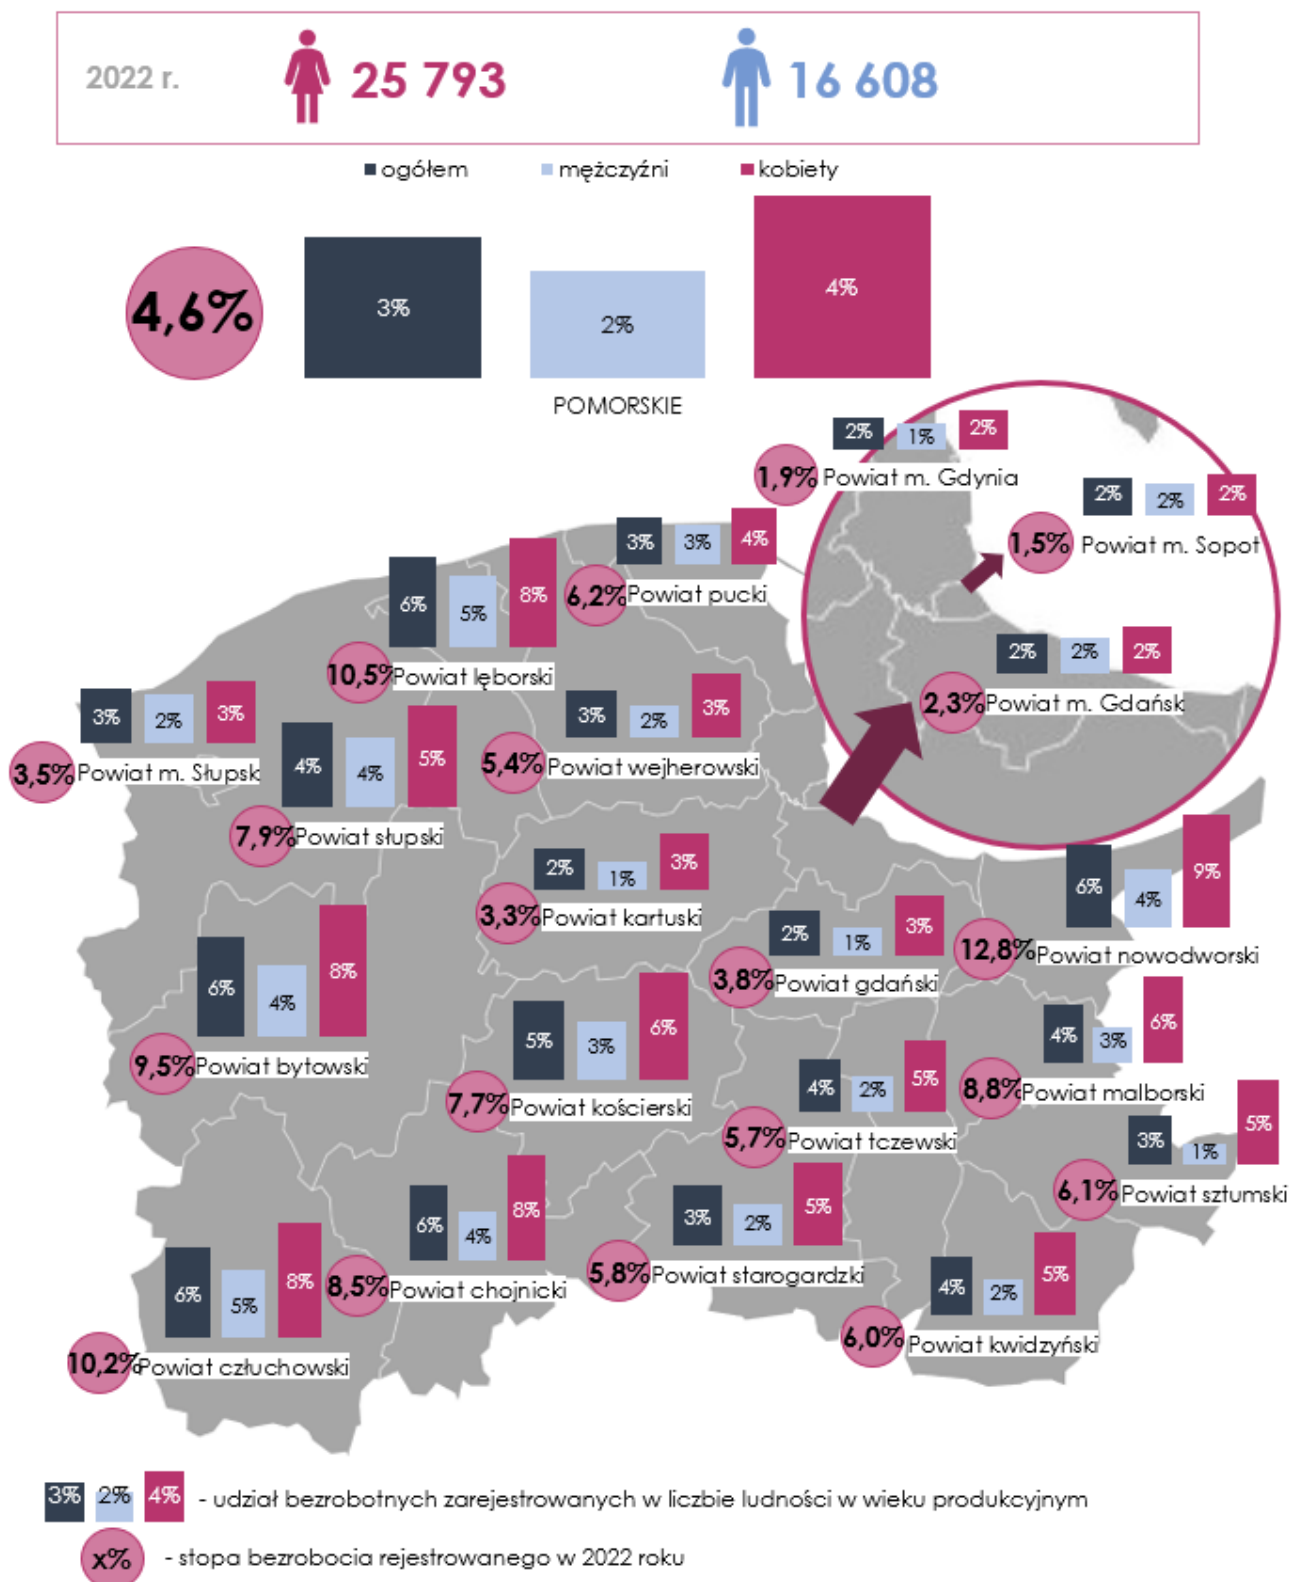 2022 r. 25 793 16 608
ogółem mężczyźni kobiety
4,6% 3% 2% 4%
POMORSKIE
2% 1% 2%
1,9% Powiat m. Gdynia
2% 2% 2%
1,5% Powiat m. Sopot
3% 3% 4%
6,2% Powiat pucki
6% 5% 8%
10,5% Powiat lęborski
2% 2% 2%
2,3% Powiat m. Gdańsk
3% 2% 3%
3,5% Powiat m. Słupsk
4% 4% 5%
7,9% Powiat słupski
3% 2% 3%
5,4% Powiat wejherowski
2% 1% 3%
3,3% Powiat kartuski
2% 1% 3%
3,8% Powiat gdański
6% 4% 9%
12,8% Powiat nowodworski
6% 4% 8%
9,5% Powiat bytowski
5% 3% 6%
7,7% Powiat kościerski
4% 2% 5%
5,7% Powiat tczewski
4% 3% 6%
8,8% Powiat malborski
3% 1% 5%
6,1% Powiat sztumski
6% 5% 8%
10,2% Powiat człuchowski
6% 4% 8%
8,5% Powiat chojnicki
3% 2% 5%
5,8% Powiat starogardzki
4% 2% 5%
6,0% Powiat kwidzyński
3% 2% 4% - udział bezrobotnych zarejestrowanych w liczbie ludności w wieku produkcyjnym
x% - stopa bezrobocia rejestrowanego w 2022 roku